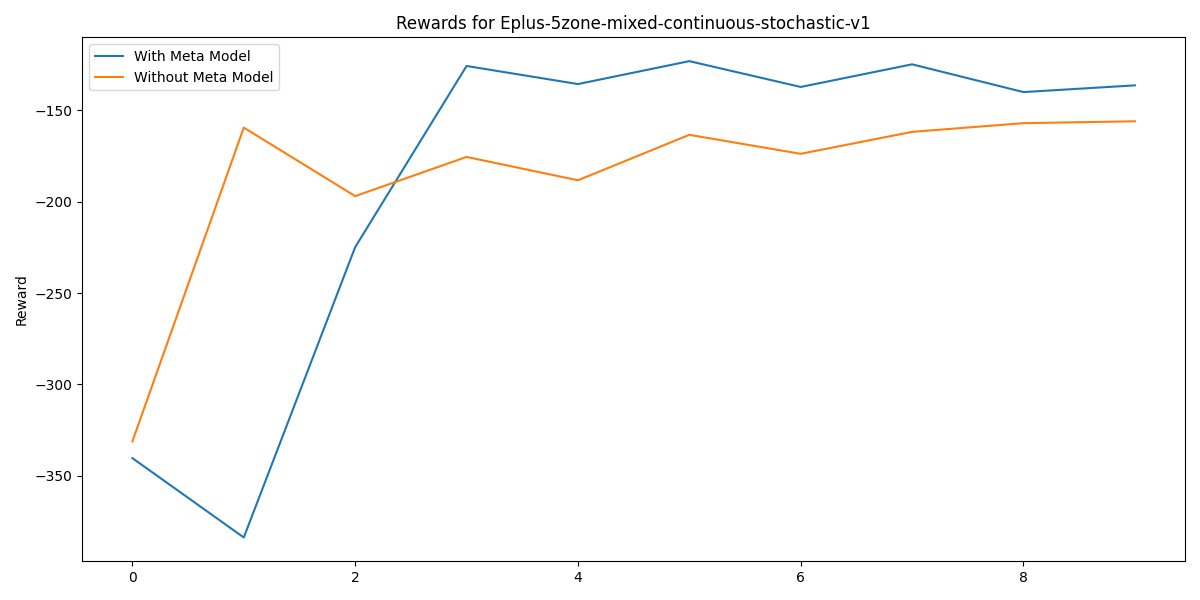 Rewards for Eplus-5zone-mixed-continuous-stochastic-v1
With Meta Model
Without Meta Model
Reward
−150
−200
−250
−300
−350
0
2
4
6
8